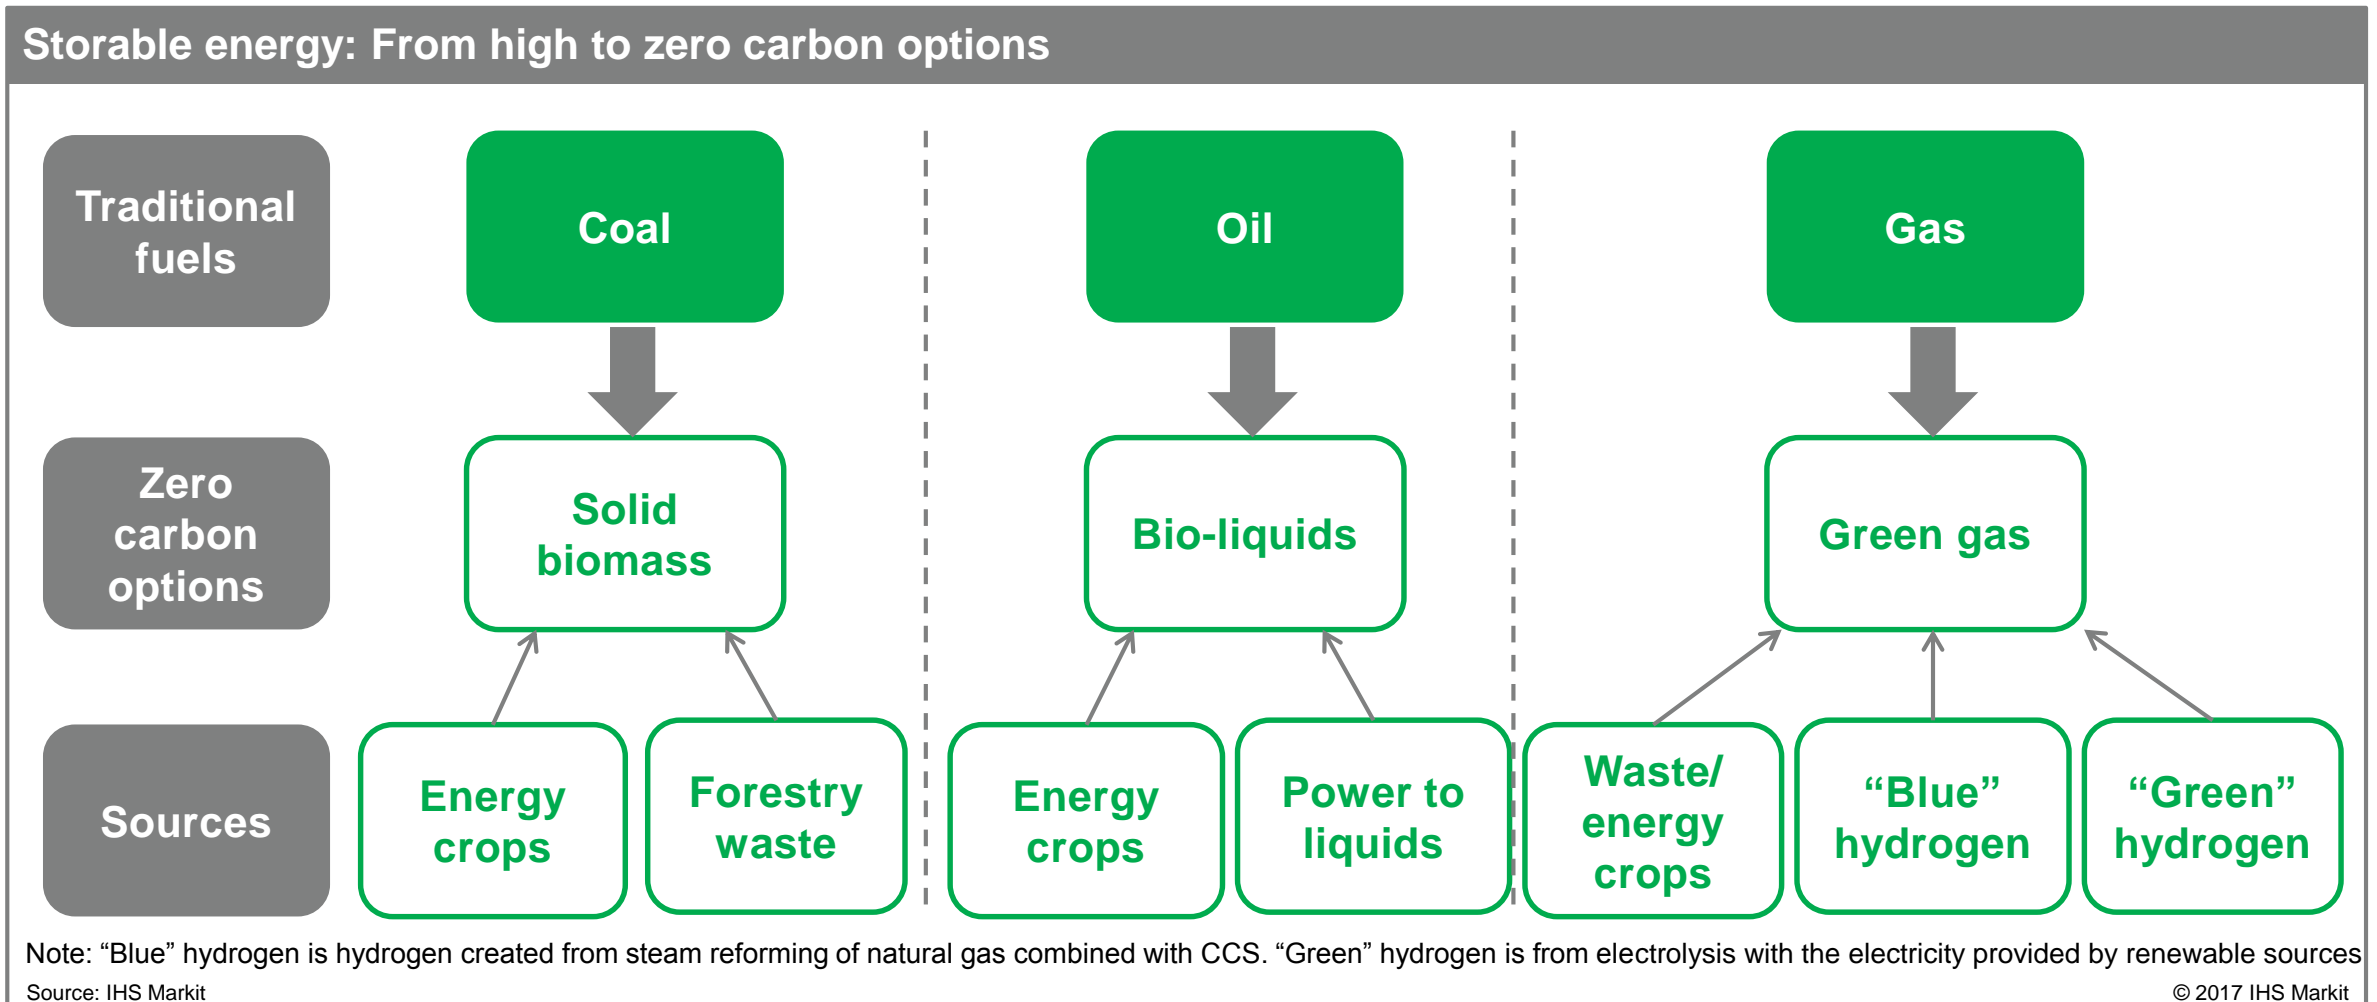 Storable energy: From high to zero carbon options
Traditional
fuels
Coal
Oil
Gas
Zero
carbon
options
Solid
biomass
Bio-liquids
Green gas
Sources
Energy
crops
Forestry
waste
Energy
crops
Power to
liquids
Waste/
energy
crops
“Blue”
hydrogen
“Green”
hydrogen
Note: “Blue” hydrogen is hydrogen created from steam reforming of natural gas combined with CCS. “Green” hydrogen is from electrolysis with the electricity provided by renewable sources
Source: IHS Markit
© 2017 IHS Markit